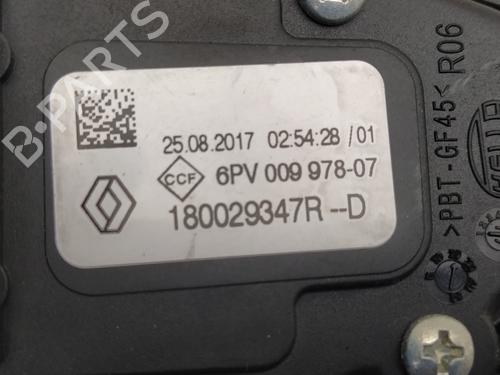 B-PARTS
25.08.2017 02:54:28 /01
CCF 6PV 009 978-07
180029347R--D
>PBT-GF45< R06